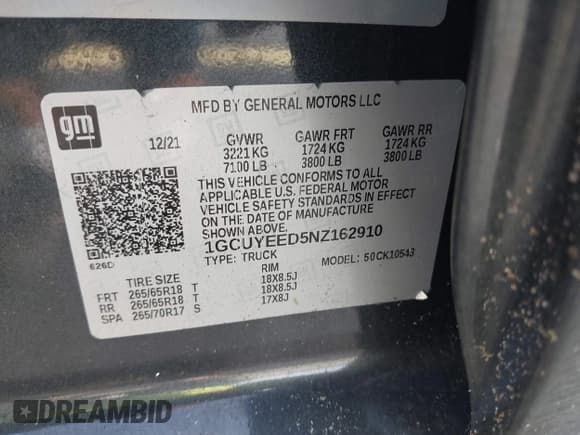 gm
MFD BY GENERAL MOTORS LLC
12/21 GVWR GAWR FRT GAWR RR
3221 KG 1724 KG 1724 KG
7100 LB 3800 LB 3800 LB
THIS VEHICLE CONFORMS TO ALL
APPLICABLE U.S. FEDERAL MOTOR
VEHICLE SAFETY STANDARDS IN EFFECT
ON THE DATE OF MANUFACTURE
SHOWN ABOVE.
1GCUYEED5NZ162910
626D TYPE: TRUCK MODEL: 50CK10543
TIRE SIZE RIM
FRT 265/65R18 T 18X8.5J
RR 265/65R18 T 18X8.5J
SPA 265/70R17 S 17X8J
DREAMBID